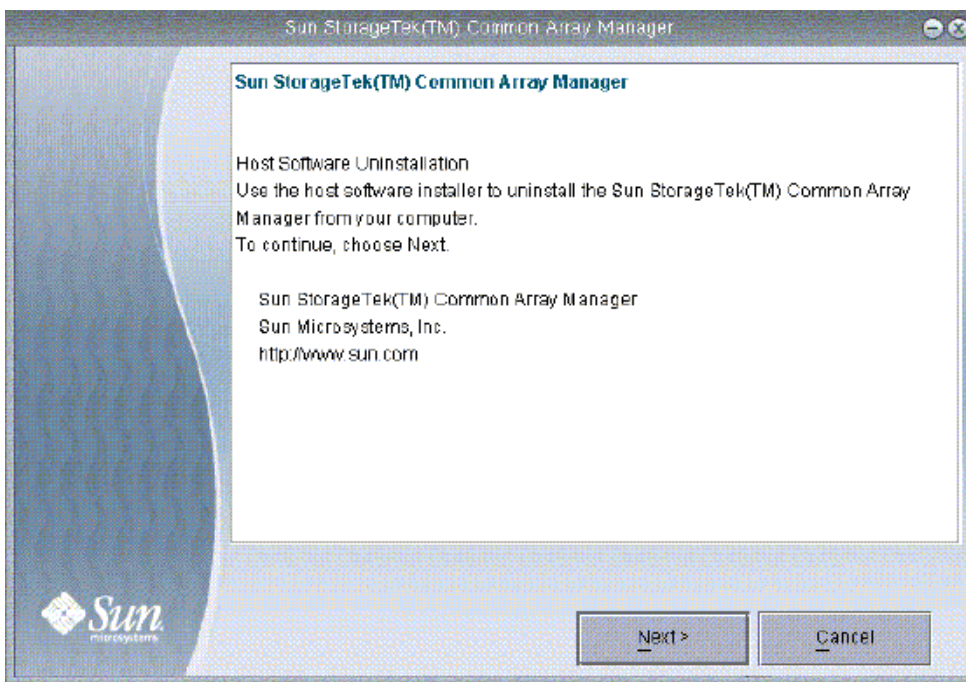 Sun StorageTek(TM) Common Array Manager
Sun StorageTek(TM) Common Array Manager
Host Software Uninstallation
Use the host software installer to uninstall the Sun StorageTek(TM) Common Array
Manager from your computer.
To continue, choose Next.
Sun StorageTek(TM) Common Array Manager
Sun Microsystems, Inc.
http://www.sun.com
Sun
microsystems
Next >
Cancel